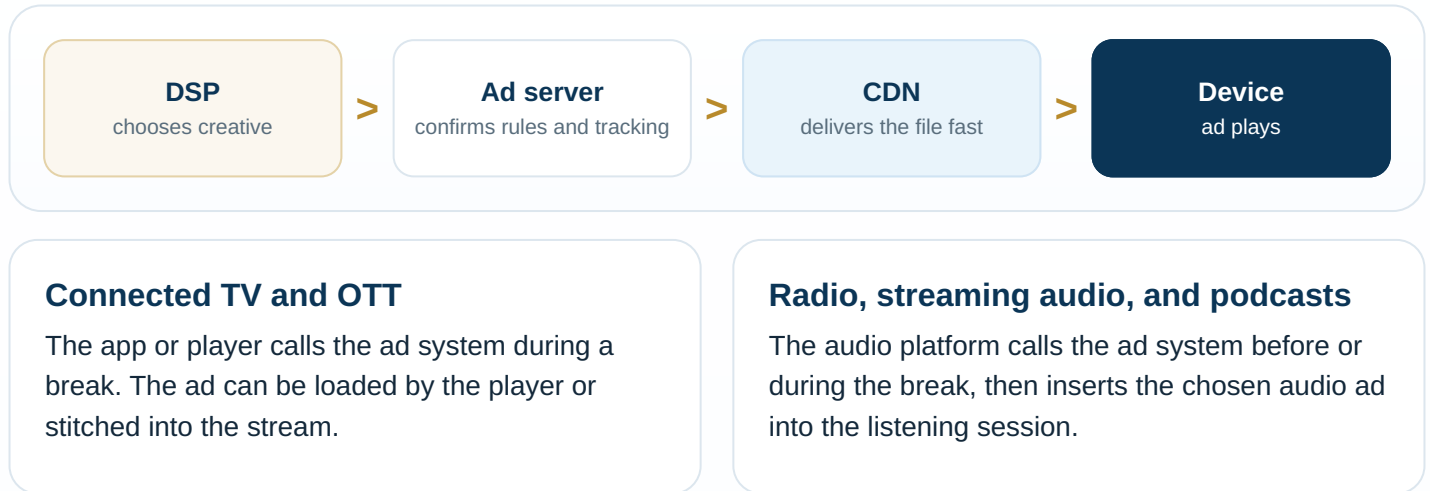 DSP
chooses creative
>
Ad server
confirms rules and tracking
>
CDN
delivers the file fast
>
Device
ad plays
Connected TV and OTT
The app or player calls the ad system during a
break. The ad can be loaded by the player or
stitched into the stream.
Radio, streaming audio, and podcasts
The audio platform calls the ad system before or
during the break, then inserts the chosen audio ad
into the listening session.